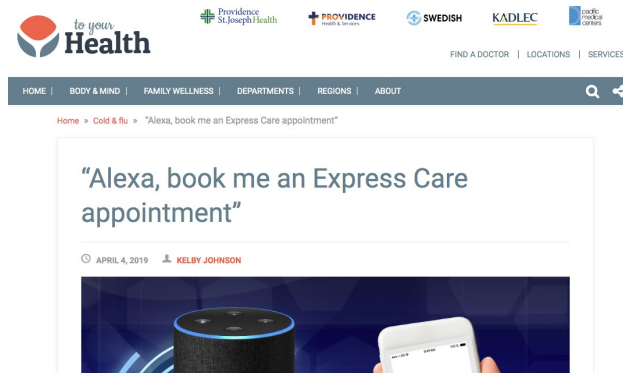 to your
Health
Providence
St.Joseph Health
PROVIDENCE
Health & Services
SWEDISH
KADLEC
pacific
medical
centers
FIND A DOCTOR | LOCATIONS | SERVICES
HOME | BODY & MIND | FAMILY WELLNESS | DEPARTMENTS | REGIONS | ABOUT
Home » Cold & flu » "Alexa, book me an Express Care appointment"
“Alexa, book me an Express Care
appointment”
APRIL 4, 2019 KELBY JOHNSON